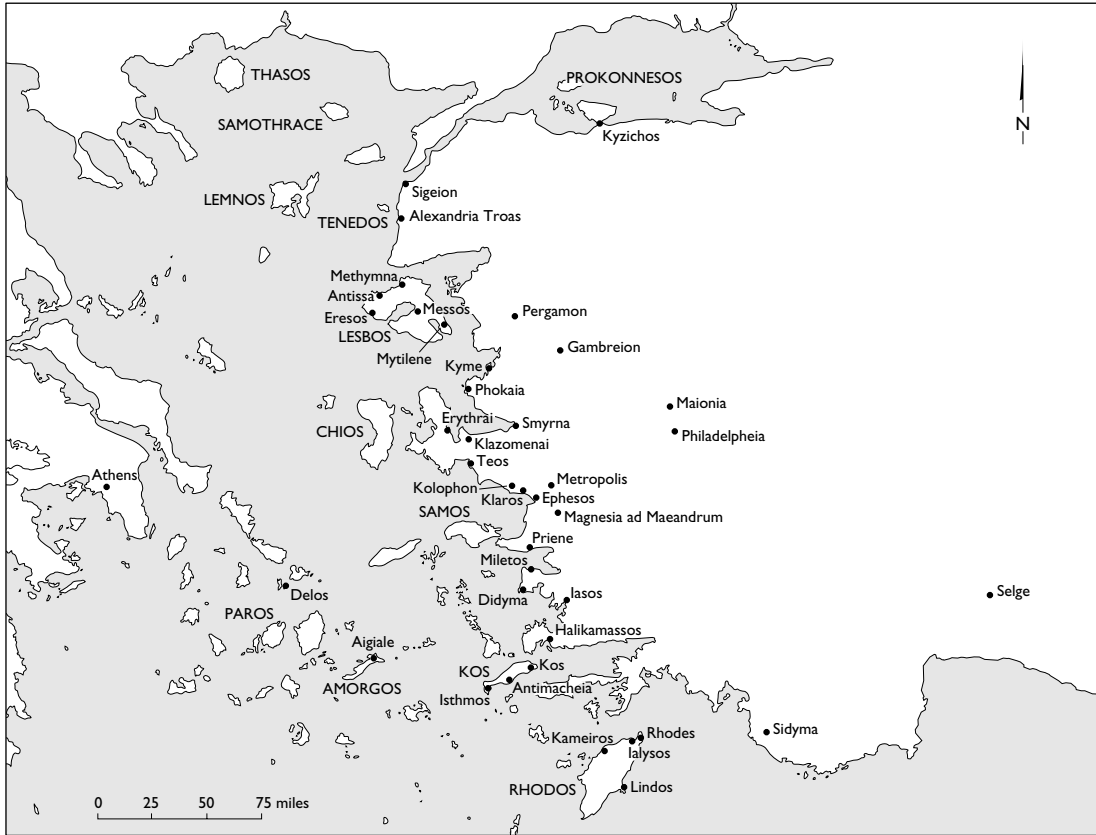 THASOS
PROKONNESOS
SAMOTHRACE
Kyzichos
N
Sigeion
LEMNOS
TENEDOS
Alexandria Troas
Methymna
Antissa
Messos
Eresos
LESBOS
Mytilene
Pergamon
Gambreion
Kyme
Phokaia
Maionia
Erythrai
Smyrna
CHIOS
Klazomenai
Philadelpheia
Teos
Athens
Kolophon
Metropolis
Klaros
Ephesos
SAMOS
Magnesia ad Maeandrum
Priene
Miletos
Delos
Didyma
Iasos
Selge
PAROS
Aigiale
Halikarnassos
AMORGOS
KOS
Kos
Isthmos
Antimacheia
Sidyma
Kameiros
Rhodes
Ialysos
RHODOS
Lindos
0 25 50 75 miles